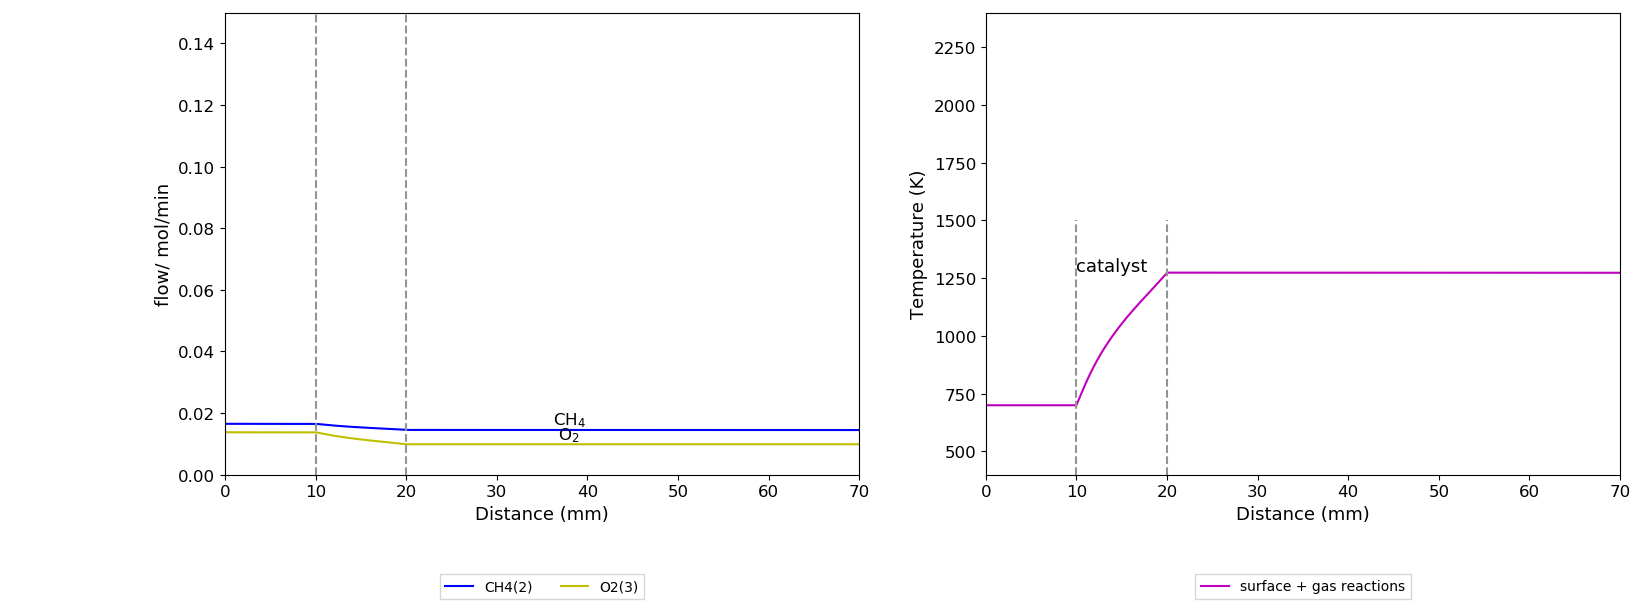 0.14
0.12
0.10
0.08
0.06
0.04
0.02
0.00
flow/ mol/min
CH4
O2
0 10 20 30 40 50 60 70
Distance (mm)
CH4(2) O2(3)
2250
2000
1750
1500
1250
1000
750
500
Temperature (K)
catalyst
0 10 20 30 40 50 60 70
Distance (mm)
surface + gas reactions